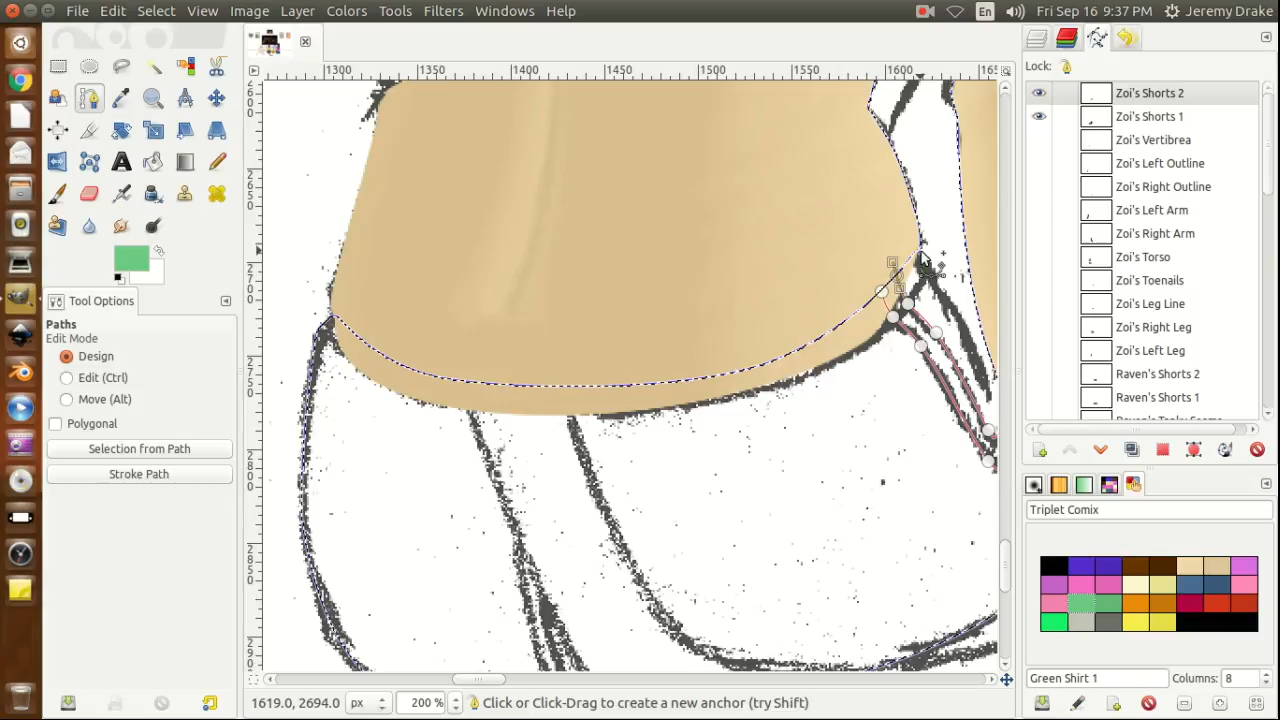 File Edit Select View Image Layer Colors Tools Filters Windows Help
En Fri Sep 16 9:37 PM Jeremy Drake
Lock:
1300 1350 1400 1450 1500 1550 1600
Zoi's Shorts 2
Zoi's Shorts 1
Zoi's Vertibrea
Zoi's Left Outline
Zoi's Right Outline
Zoi's Left Arm
Zoi's Right Arm
Zoi's Torso
Zoi's Toenails
Zoi's Leg Line
Zoi's Right Leg
Zoi's Left Leg
Raven's Shorts 2
Raven's Shorts 1
Tool Options
Paths
Edit Mode
Design
Edit (Ctrl)
Move (Alt)
Polygonal
Selection from Path
Stroke Path
2650
2700
2750
2800
2850
Triplet Comix
Green Shirt 1
Columns: 8
1619.0, 2694.0 px 200 % Click or Click-Drag to create a new anchor (try Shift)